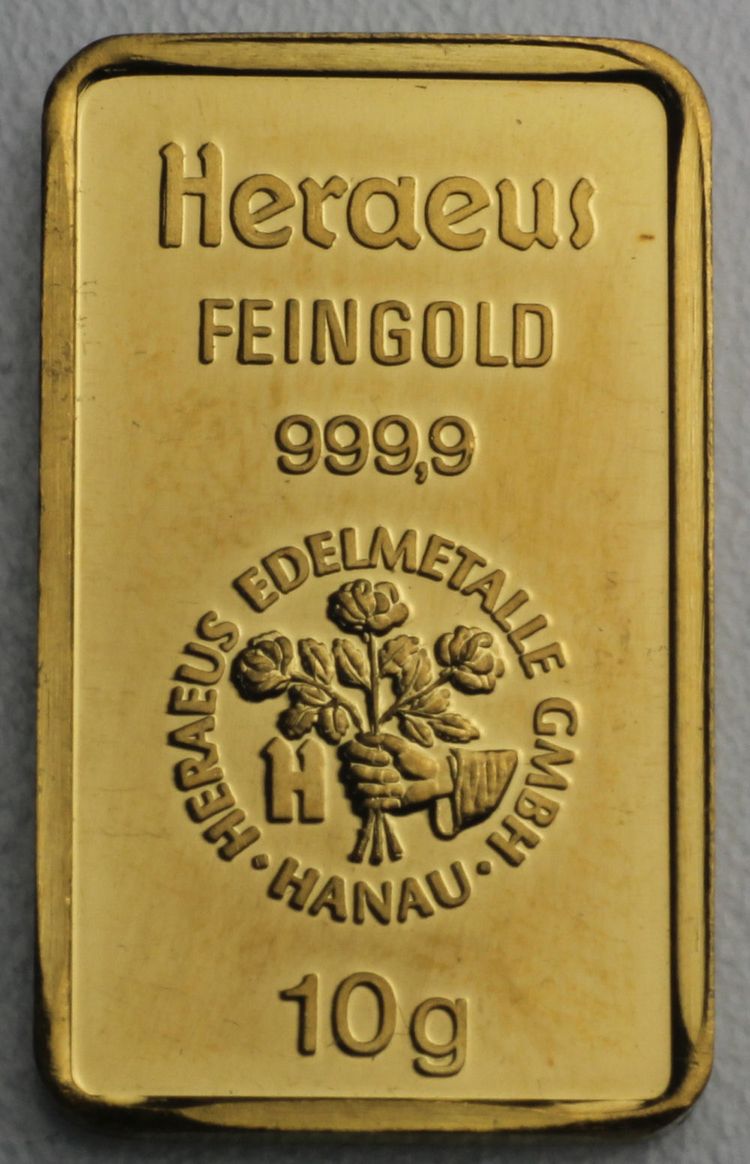 Heraeus
FEINGOLD
999,9
HERAEUS EDELMETALLE GMBH
H
· HANAU ·
10g